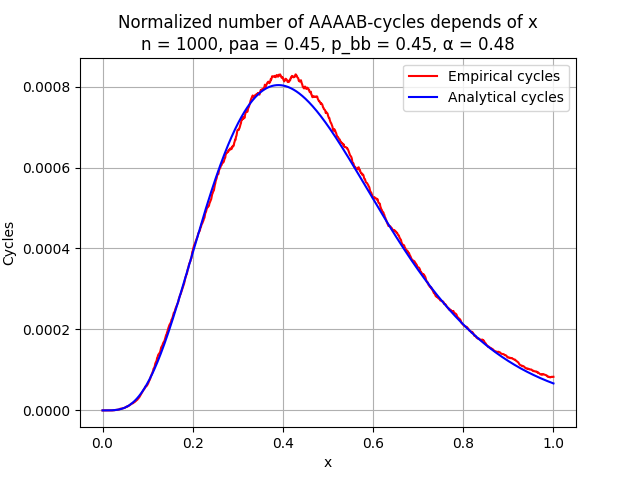 Normalized number of AAAAB-cycles depends of x
n = 1000, paa = 0.45, p_bb = 0.45, α = 0.48
Empirical cycles
Analytical cycles
0.0008
0.0006
0.0004
0.0002
0.0000
Cycles
0.0 0.2 0.4 0.6 0.8 1.0
x